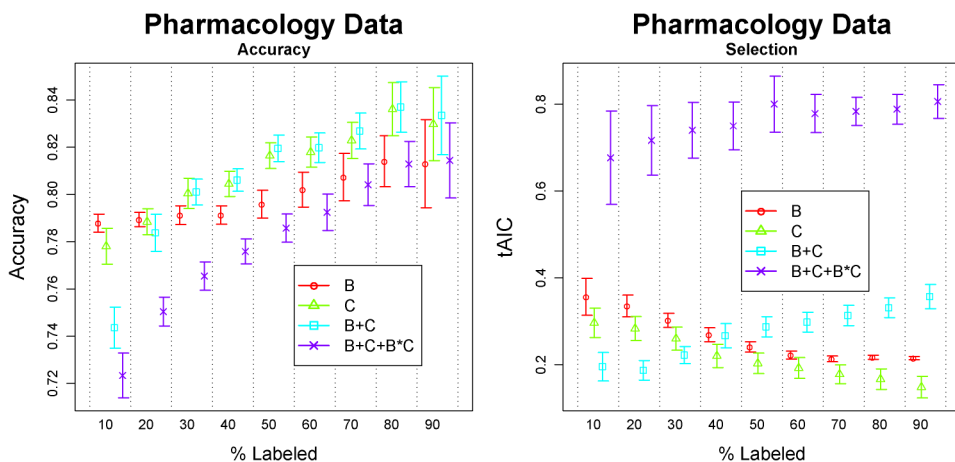 Pharmacology Data
Accuracy
Accuracy
0.84
0.82
0.80
0.78
0.76
0.74
0.72
B
C
B+C
B+C+B*C
10 20 30 40 50 60 70 80 90
% Labeled
Pharmacology Data
Selection
tAIC
0.8
0.6
0.4
0.2
B
C
B+C
B+C+B*C
10 20 30 40 50 60 70 80 90
% Labeled